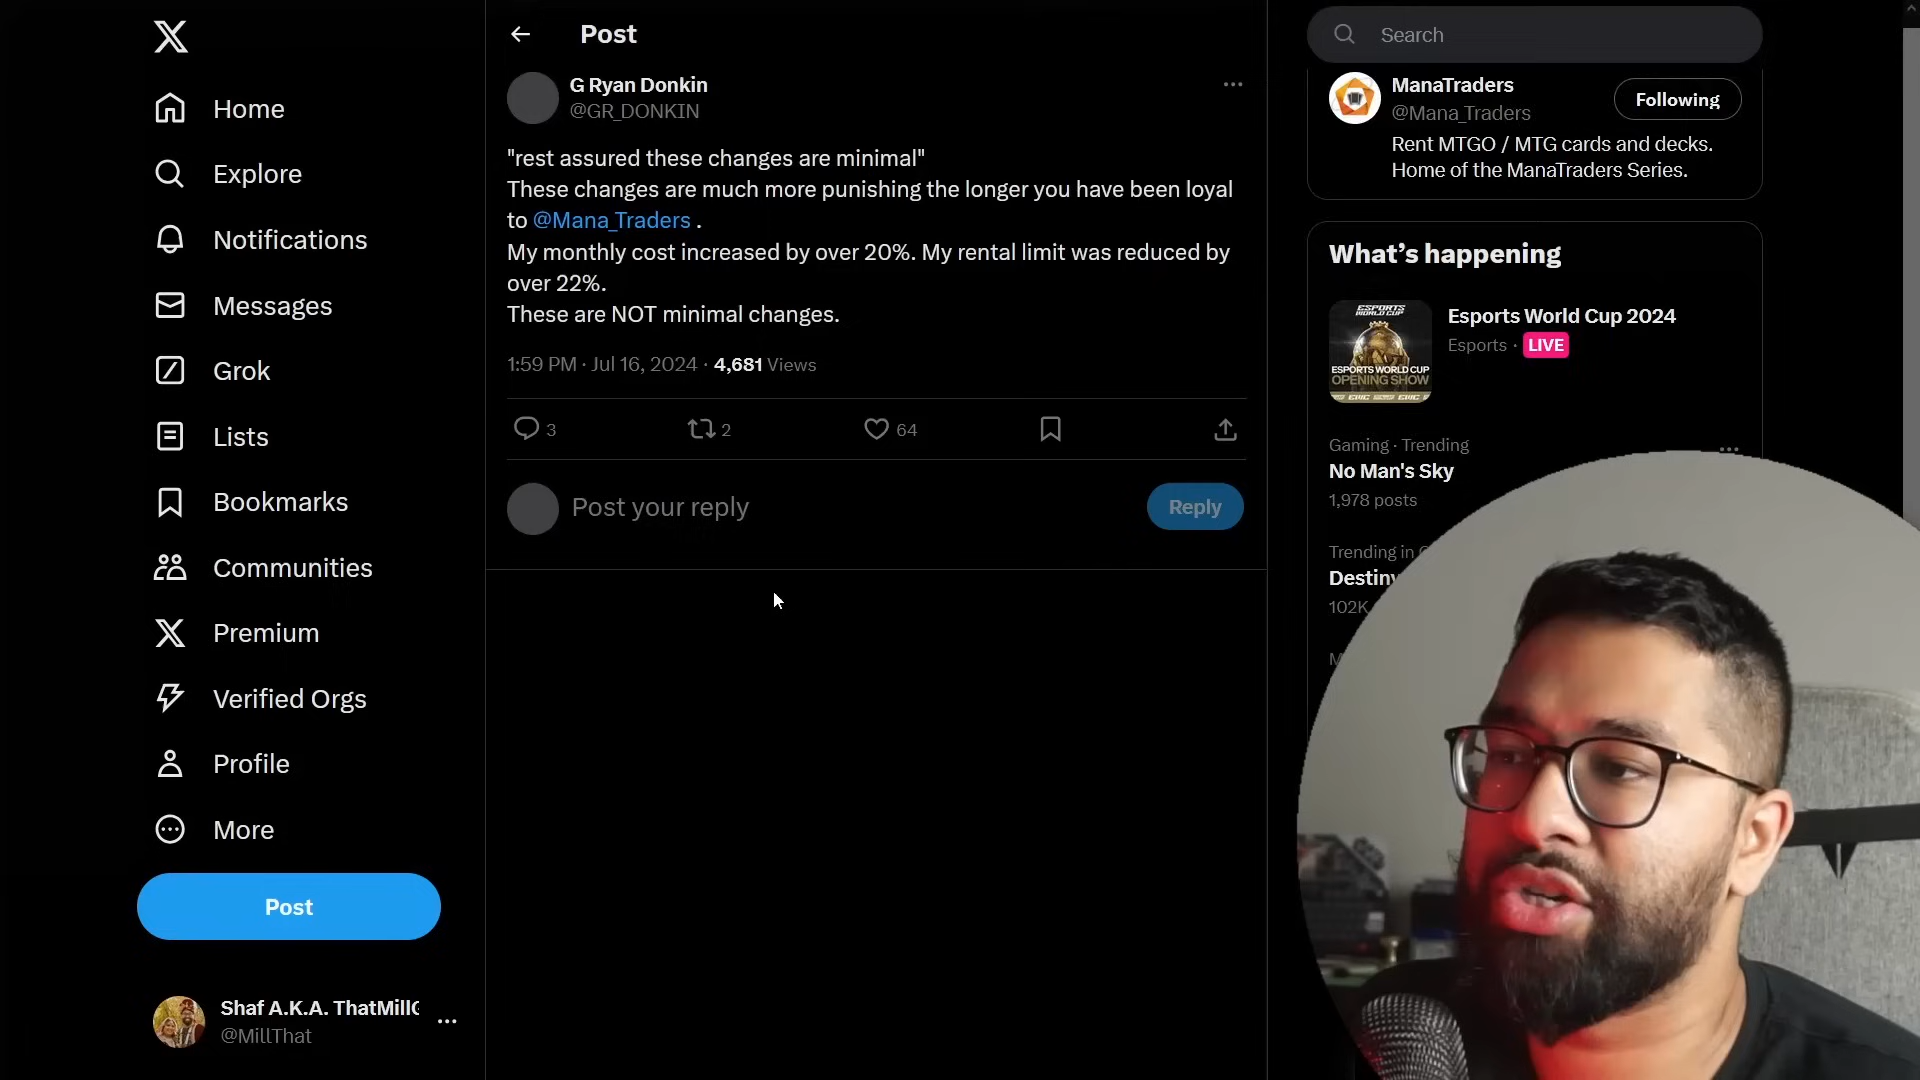 Home
Explore
Notifications
Messages
Grok
Lists
Bookmarks
Communities
Premium
Verified Orgs
Profile
More
Post
Shaf A.K.A.
@MillThat
Post
G Ryan Donkin
@GR_DONKIN
"rest assured these changes are minimal"
These changes are much more punishing the longer you have been loyal
to @Mana_Traders .
My monthly cost increased by over 20%. My rental limit was reduced by
over 22%.
These are NOT minimal changes.
1:59 PM · Jul 16, 2024 · 4,681 Views
3
2
64
Post your reply
Reply
Search
ManaTraders
@Mana_Traders
Following
Rent MTGO / MTG cards and decks.
Home of the ManaTraders Series.
What's happening
ESPORTS
WORLD CUP
ESPORTS WORLD CUP
OPENING SHOW
Esports World Cup 2024
Esports · LIVE
Gaming · Trending
No Man's Sky
1,978 posts
Trending in
Destiny
102K